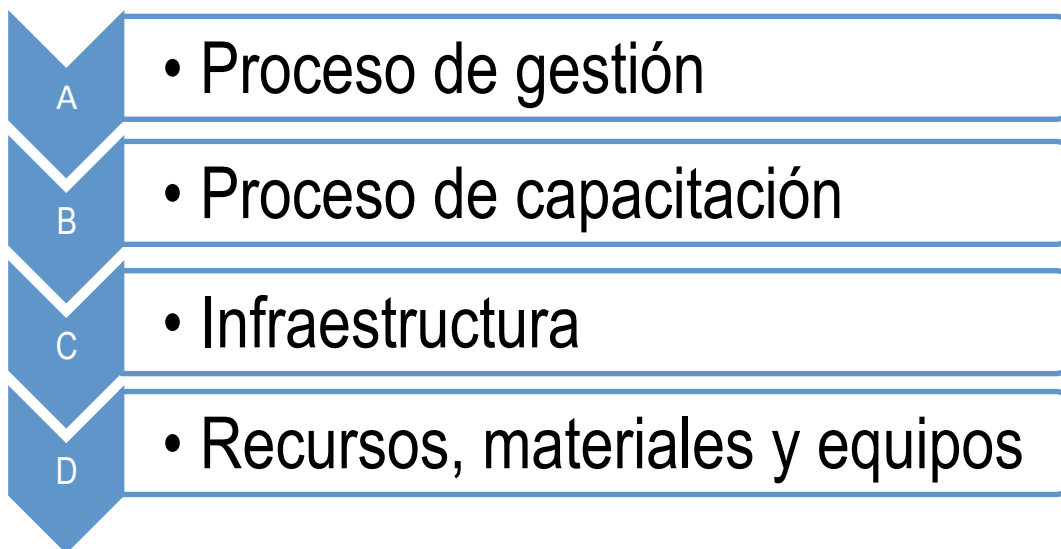 A
• Proceso de gestión
B
• Proceso de capacitación
C
• Infraestructura
D
• Recursos, materiales y equipos